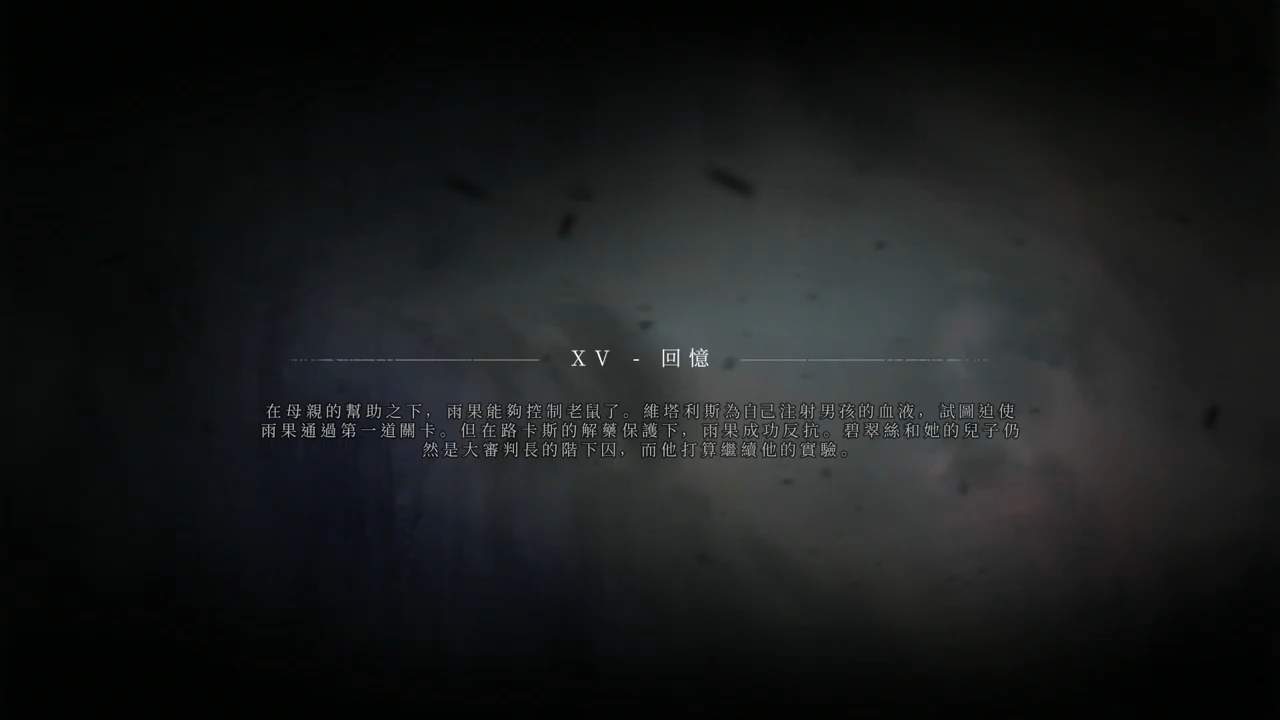 XV - 回憶
在母親的幫助之下，雨果能夠控制老鼠了。維塔利斯為自己注射男孩的血液，試圖迫使
雨果通過第一道關卡。但在路卡斯的解藥保護下，雨果成功反抗。碧翠絲和她的兒子仍
然是大審判長的階下囚，而他打算繼續他的實驗。